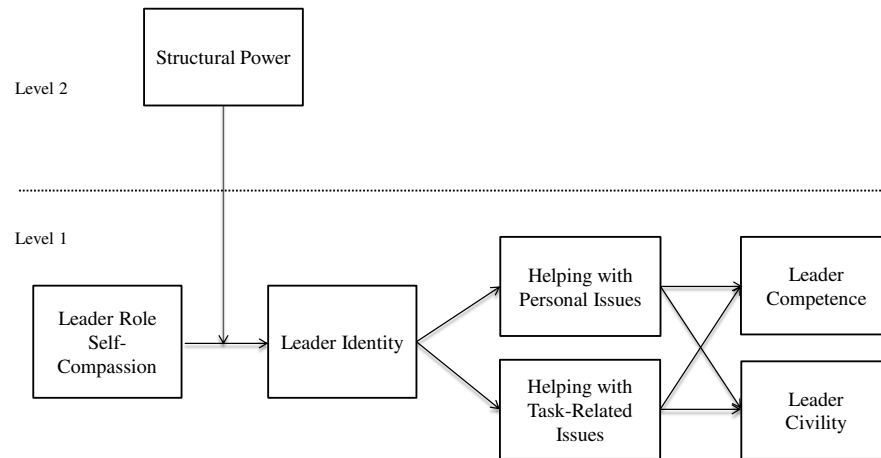 Structural Power
Level 2
Level 1
Leader Role
Self-
Compassion
Leader Identity
Helping with
Personal Issues
Helping with
Task-Related
Issues
Leader
Competence
Leader
Civility